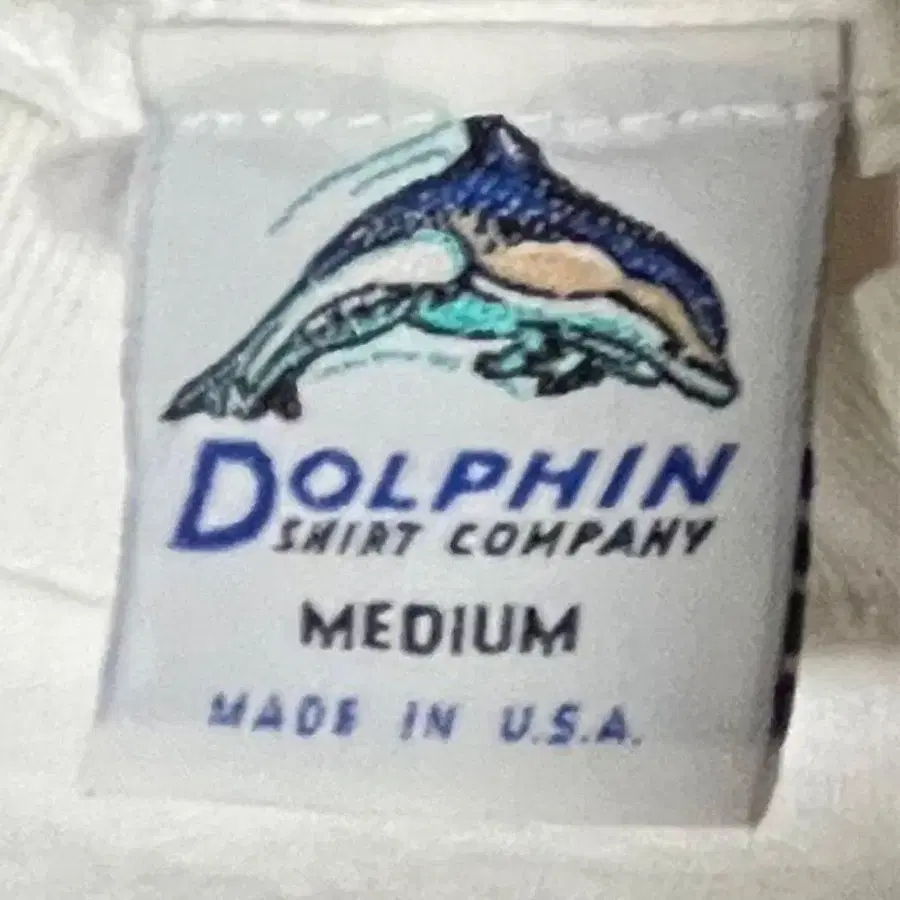 DOLPHIN
SHIRT COMPANY
MEDIUM
MADE IN U.S.A.